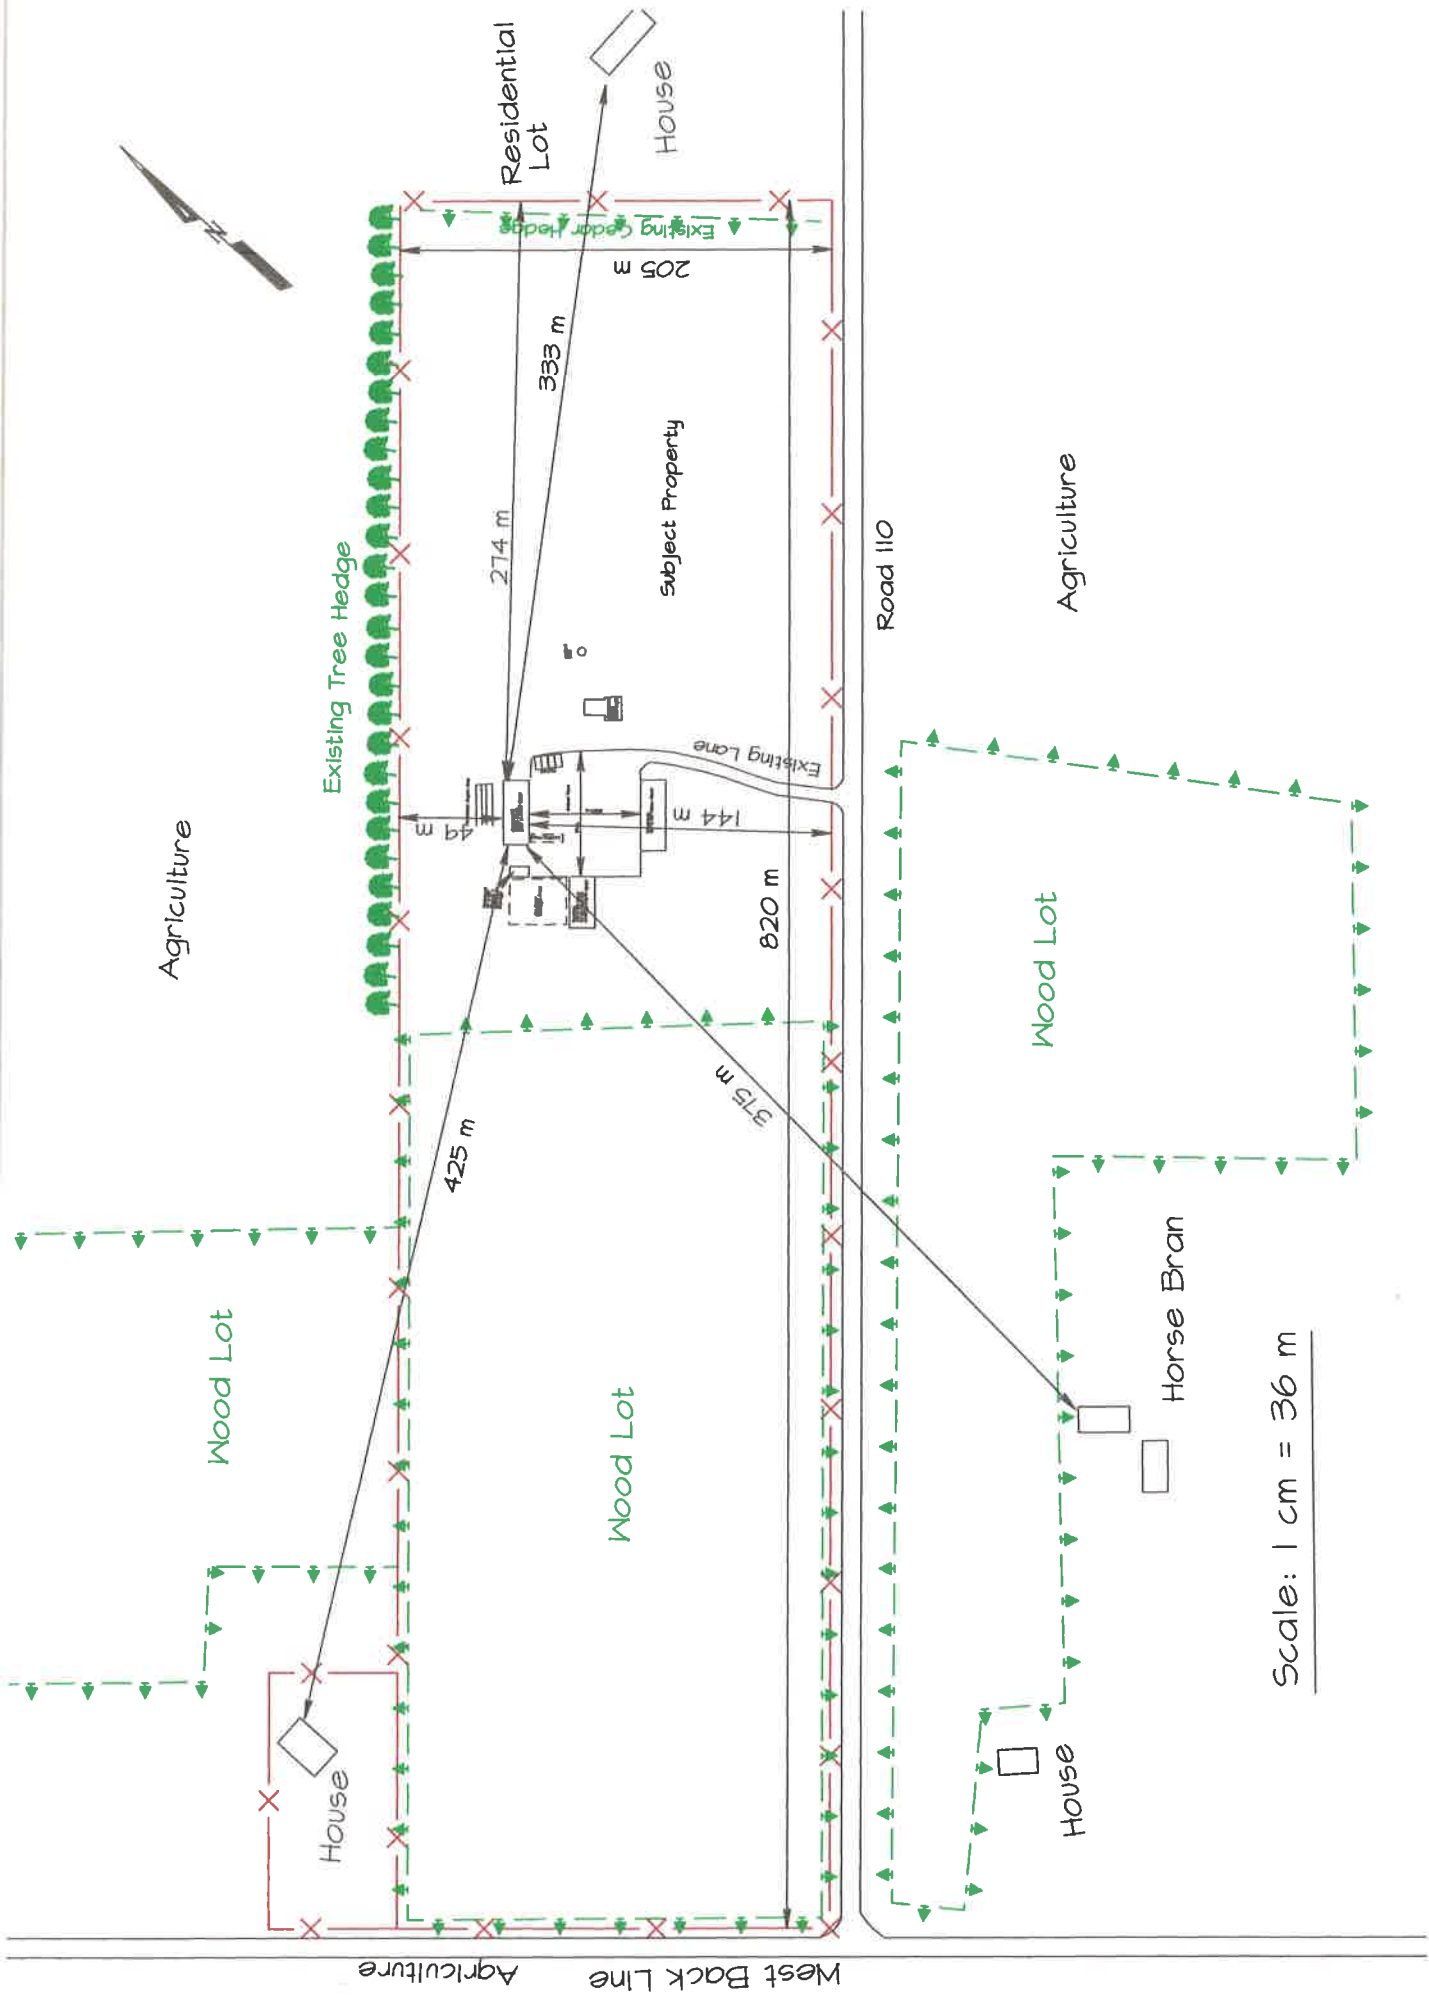 Residential
Lot
House
N
Existing Cedar Hedge
205 m
333 m
274 m
Subject Property
Existing Tree Hedge
Road 110
Agriculture
Existing Lane
49 m
144 m
820 m
Agriculture
Wood Lot
375 m
425 m
Wood Lot
Wood Lot
Horse Bran
Scale: 1 cm = 36 m
House
House
West Back Line
Agriculture